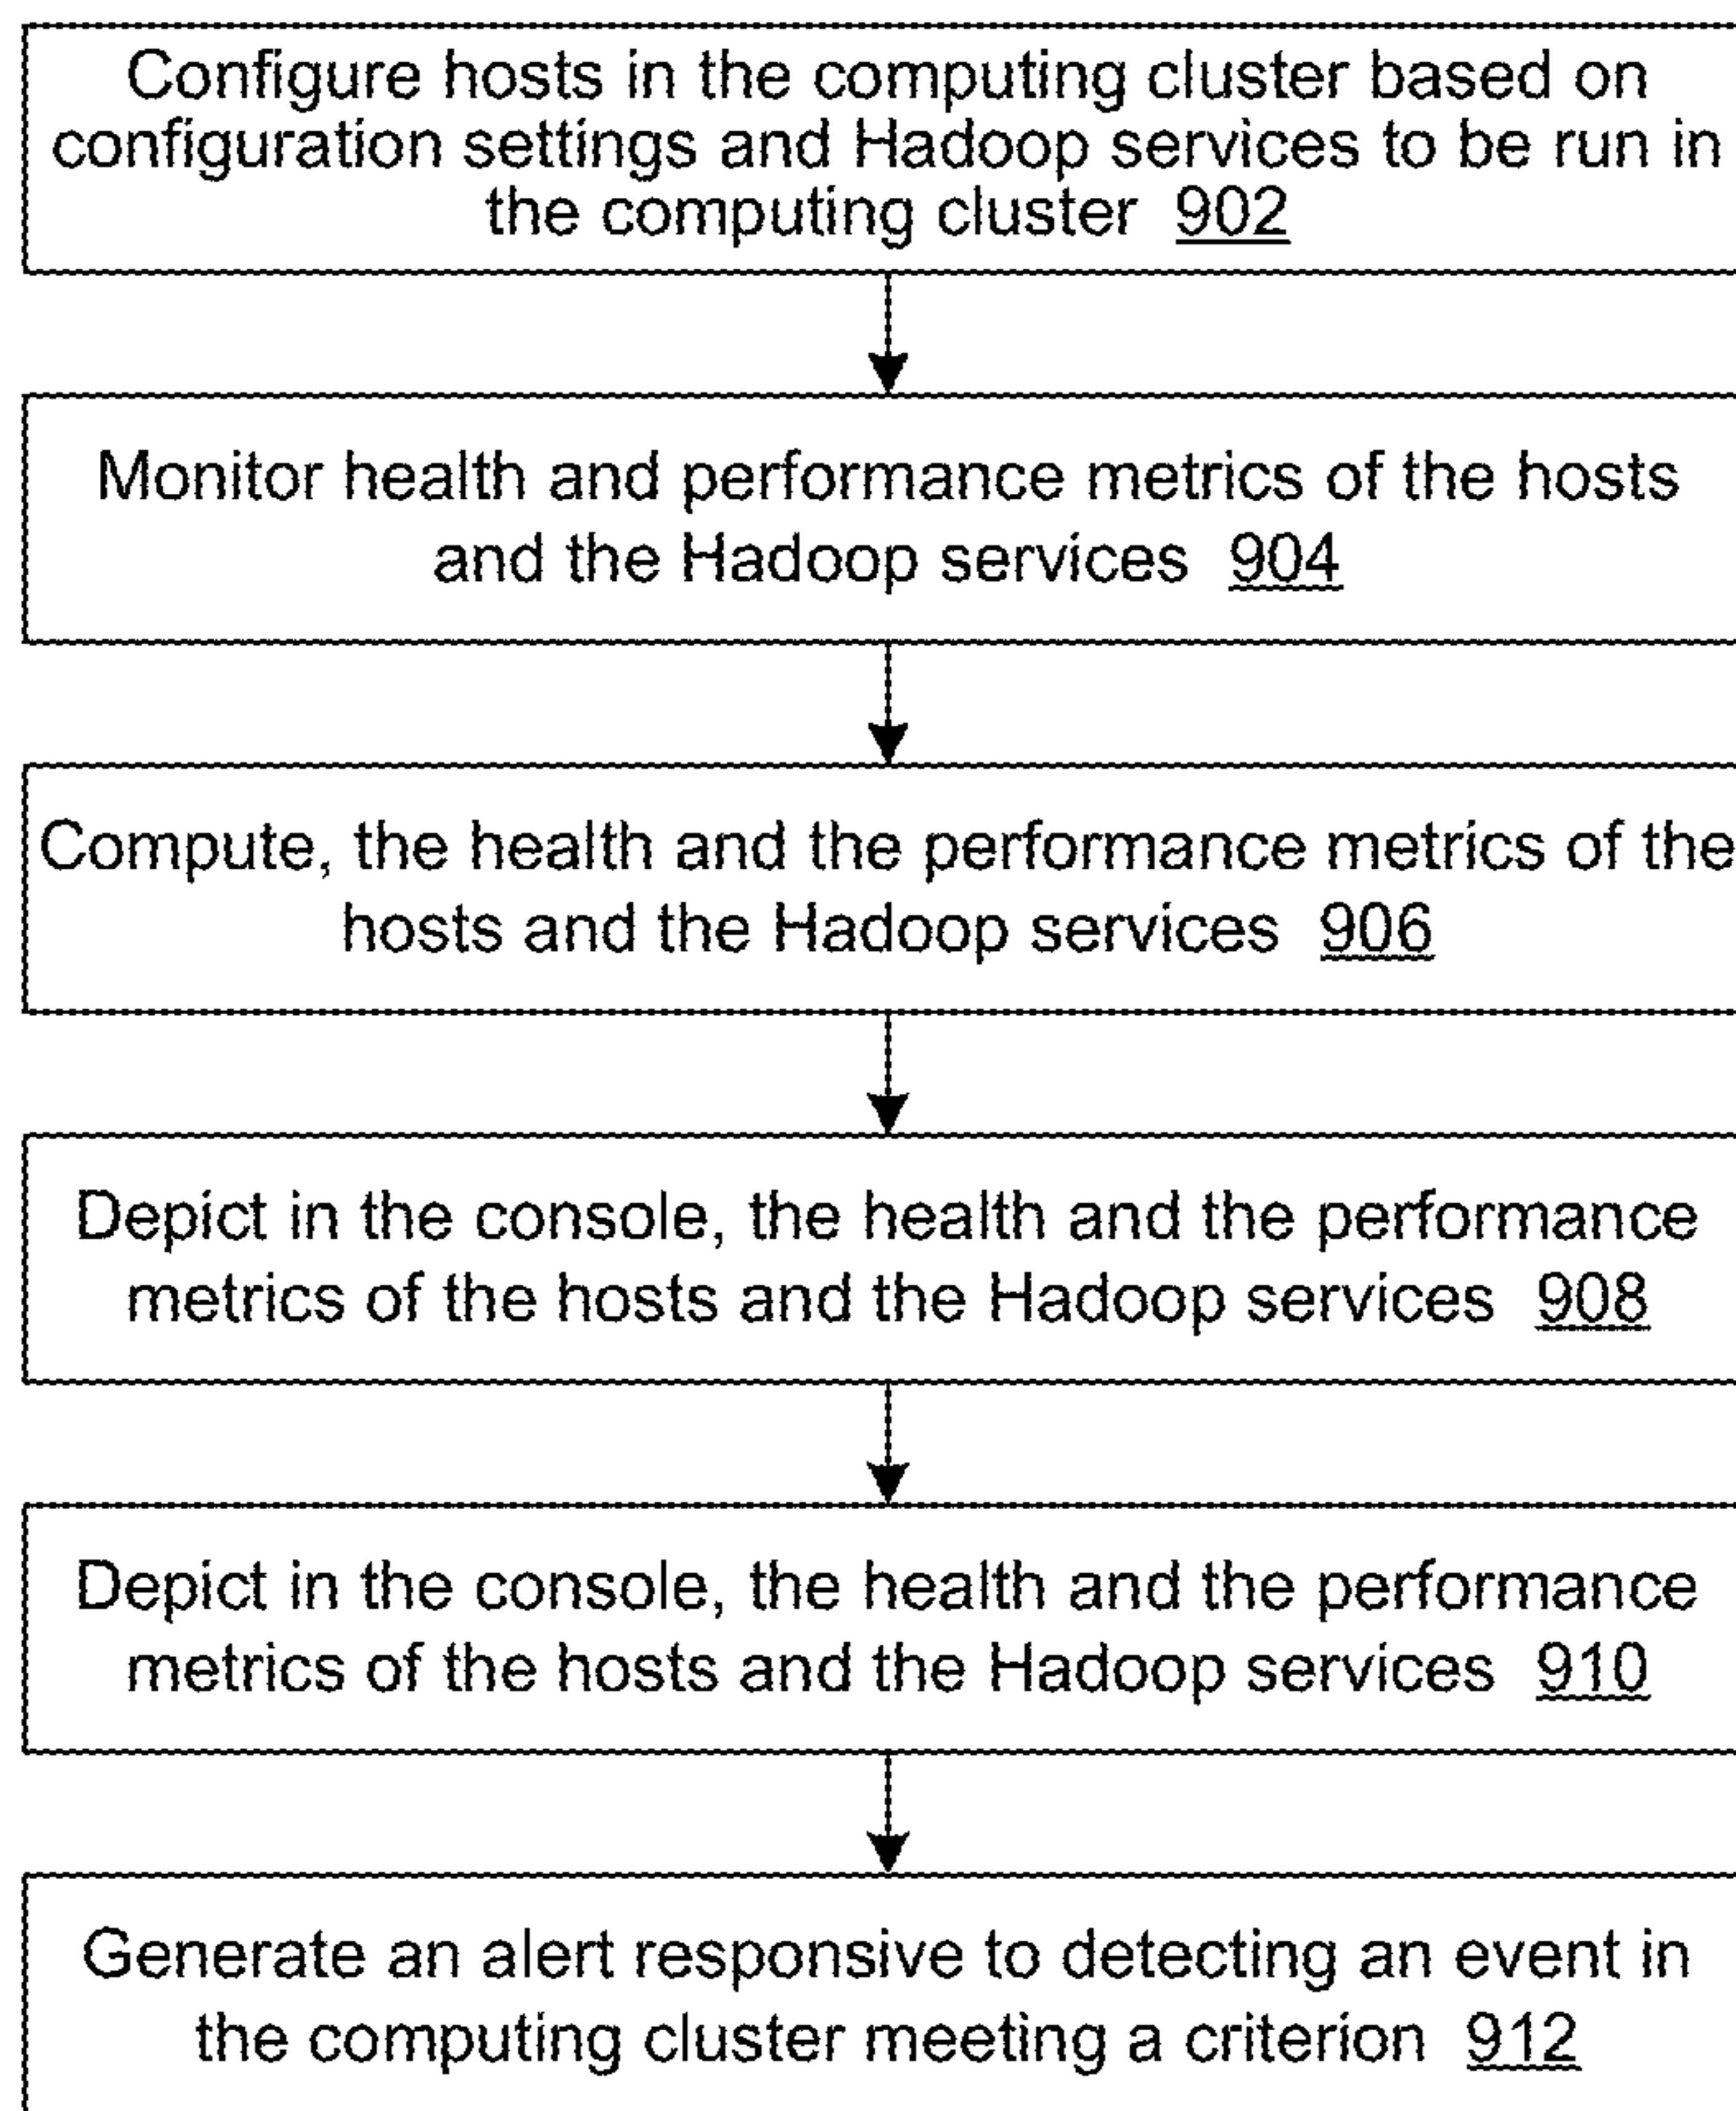 Configure hosts in the computing cluster based on
configuration settings and Hadoop services to be run in
the computing cluster 902
Monitor health and performance metrics of the hosts
and the Hadoop services 904
Compute, the health and the performance metrics of the
hosts and the Hadoop services 906
Depict in the console, the health and the performance
metrics of the hosts and the Hadoop services 908
Depict in the console, the health and the performance
metrics of the hosts and the Hadoop services 910
Generate an alert responsive to detecting an event in
the computing cluster meeting a criterion 912